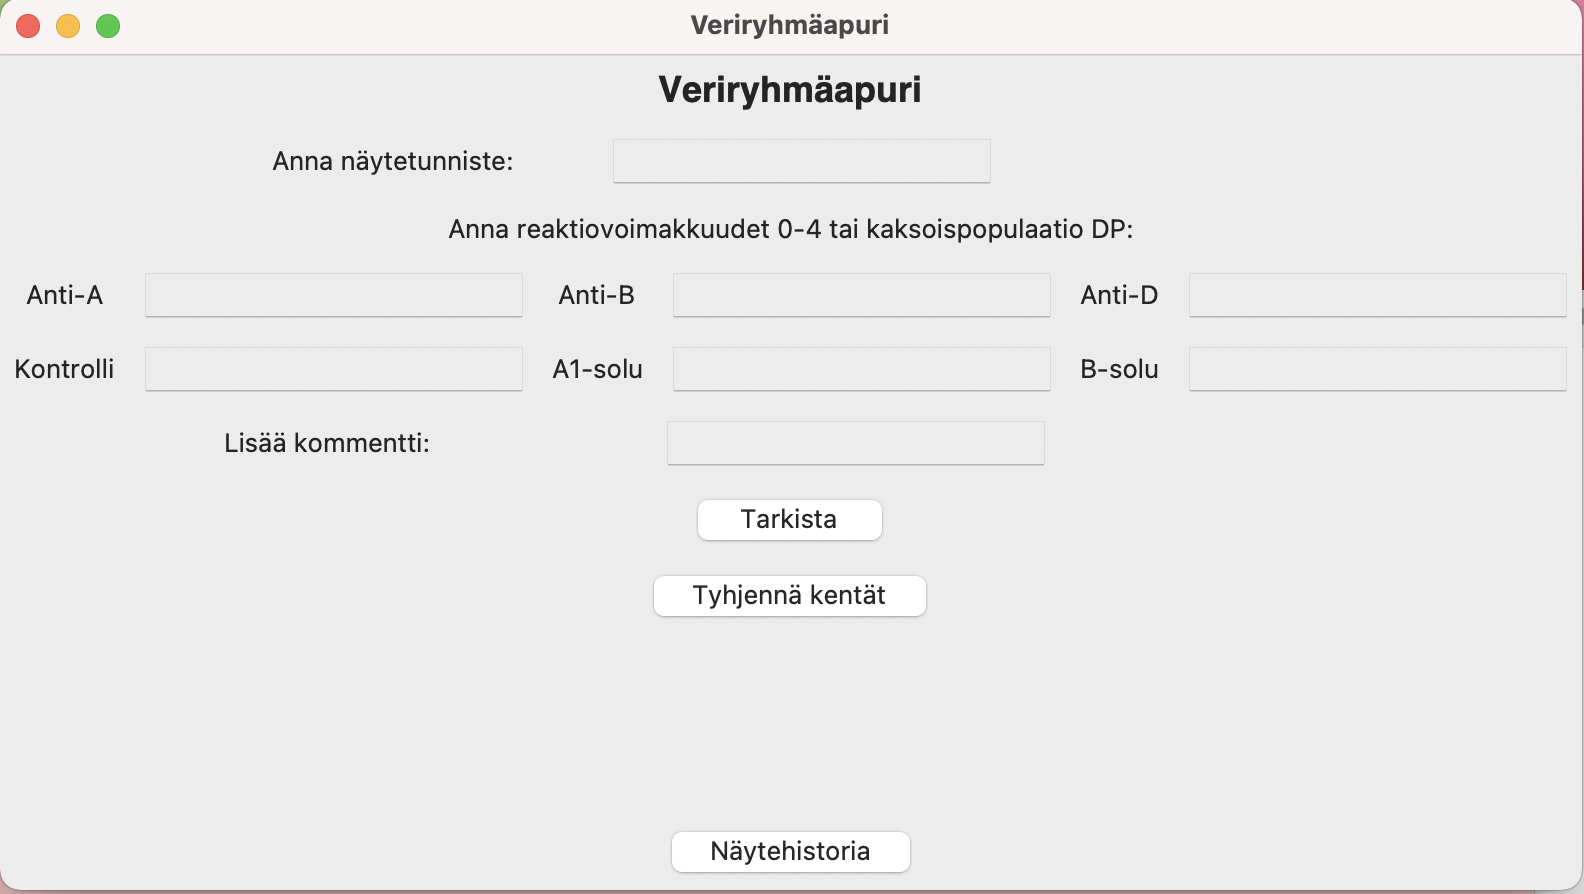 Veriryhmäapuri
Veriryhmäapuri
Anna näytetunniste:
Anna reaktiovoimakkuudet 0-4 tai kaksoispopulaatio DP:
Anti-A Anti-B Anti-D
Kontrolli A1-solu B-solu
Lisää kommentti:
Tarkista
Tyhjennä kentät
Näytehistoria